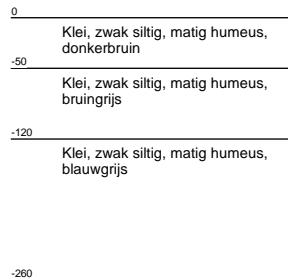 0
Klei, zwak siltig, matig humeus,
donkerbruin
-50
Klei, zwak siltig, matig humeus,
bruingrijs
-120
Klei, zwak siltig, matig humeus,
blauwgrijs
-260